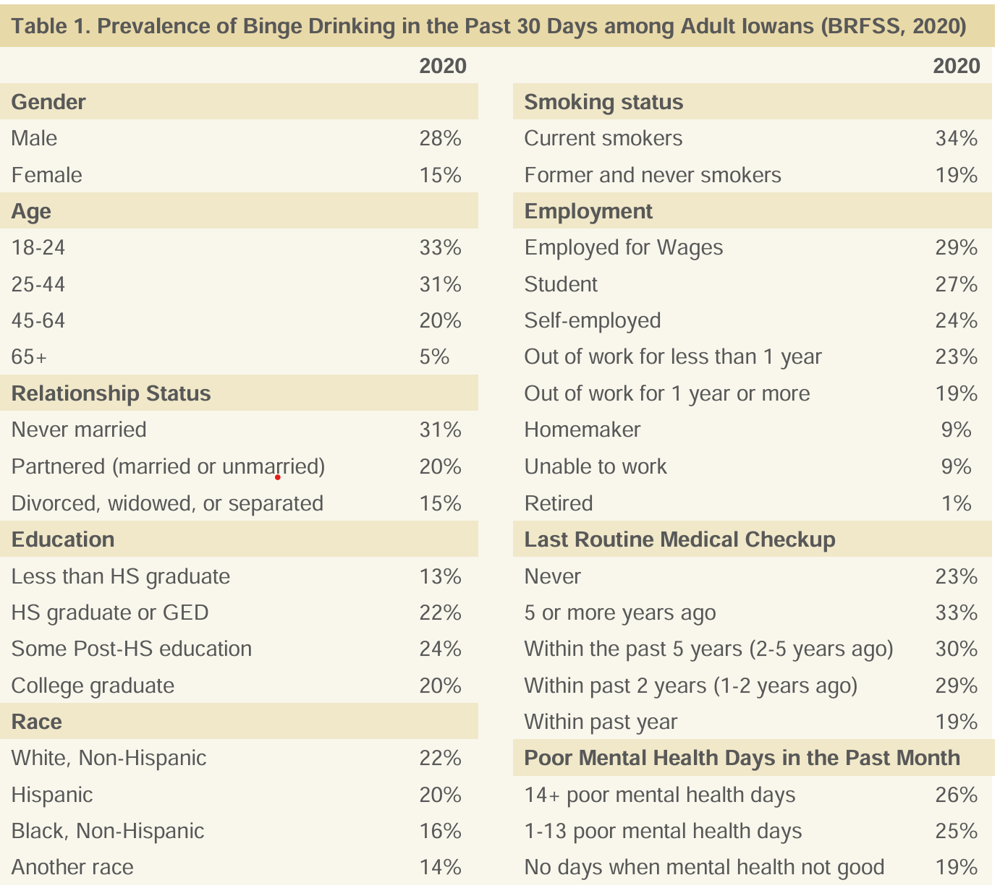 Table 1. Prevalence of Binge Drinking in the Past 30 Days among Adult Iowans (BRFSS, 2020)
2020
Gender
Male 28%
Female 15%
Age
18-24 33%
25-44 31%
45-64 20%
65+ 5%
Relationship Status
Never married 31%
Partnered (married or unmarried) 20%
Divorced, widowed, or separated 15%
Education
Less than HS graduate 13%
HS graduate or GED 22%
Some Post-HS education 24%
College graduate 20%
Race
White, Non-Hispanic 22%
Hispanic 20%
Black, Non-Hispanic 16%
Another race 14%
2020
Smoking status
Current smokers 34%
Former and never smokers 19%
Employment
Employed for Wages 29%
Student 27%
Self-employed 24%
Out of work for less than 1 year 23%
Out of work for 1 year or more 19%
Homemaker 9%
Unable to work 9%
Retired 1%
Last Routine Medical Checkup
Never 23%
5 or more years ago 33%
Within the past 5 years (2-5 years ago) 30%
Within past 2 years (1-2 years ago) 29%
Within past year 19%
Poor Mental Health Days in the Past Month
14+ poor mental health days 26%
1-13 poor mental health days 25%
No days when mental health not good 19%